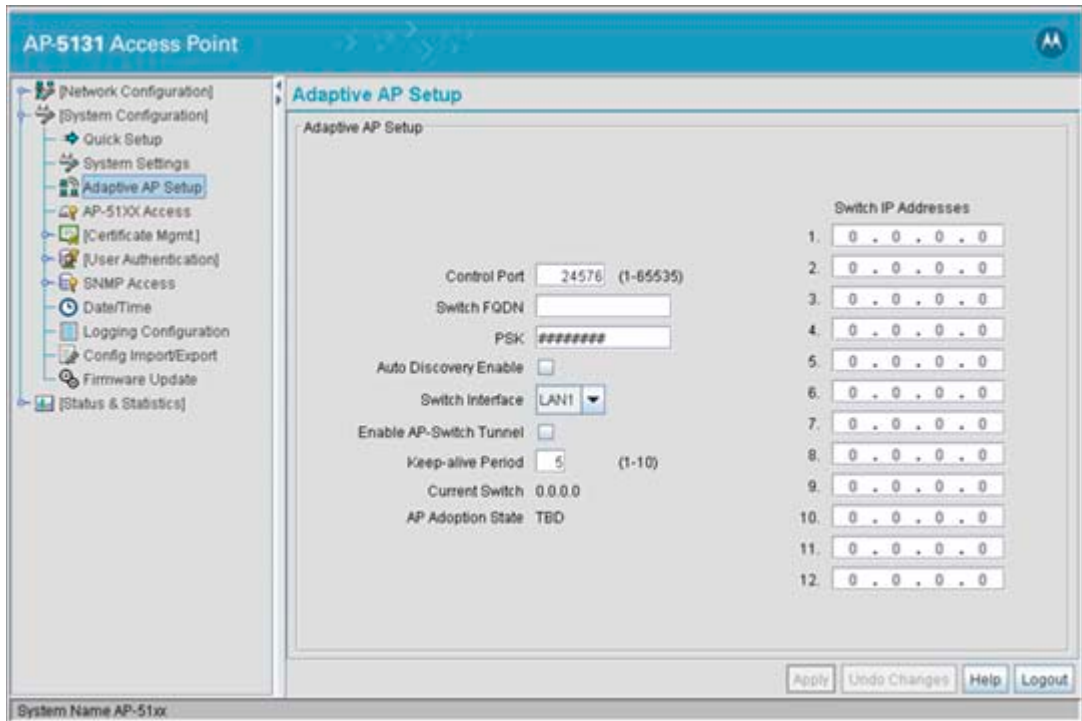 AP-5131 Access Point
[Network Configuration]
[System Configuration]
Quick Setup
System Settings
Adaptive AP Setup
AP-51XX Access
[Certificate Mgmt.]
[User Authentication]
SNMP Access
Date/Time
Logging Configuration
Config Import/Export
Firmware Update
[Status & Statistics]
Adaptive AP Setup
Adaptive AP Setup
Control Port 24576 (1-65535)
Switch FQDN
PSK ########
Auto Discovery Enable
Switch Interface LAN1
Enable AP-Switch Tunnel
Keep-alive Period 5 (1-10)
Current Switch 0.0.0.0
AP Adoption State TBD
Switch IP Addresses
1. 0 . 0 . 0 . 0
2. 0 . 0 . 0 . 0
3. 0 . 0 . 0 . 0
4. 0 . 0 . 0 . 0
5. 0 . 0 . 0 . 0
6. 0 . 0 . 0 . 0
7. 0 . 0 . 0 . 0
8. 0 . 0 . 0 . 0
9. 0 . 0 . 0 . 0
10. 0 . 0 . 0 . 0
11. 0 . 0 . 0 . 0
12. 0 . 0 . 0 . 0
Apply Undo Changes Help Logout
System Name AP-51xx